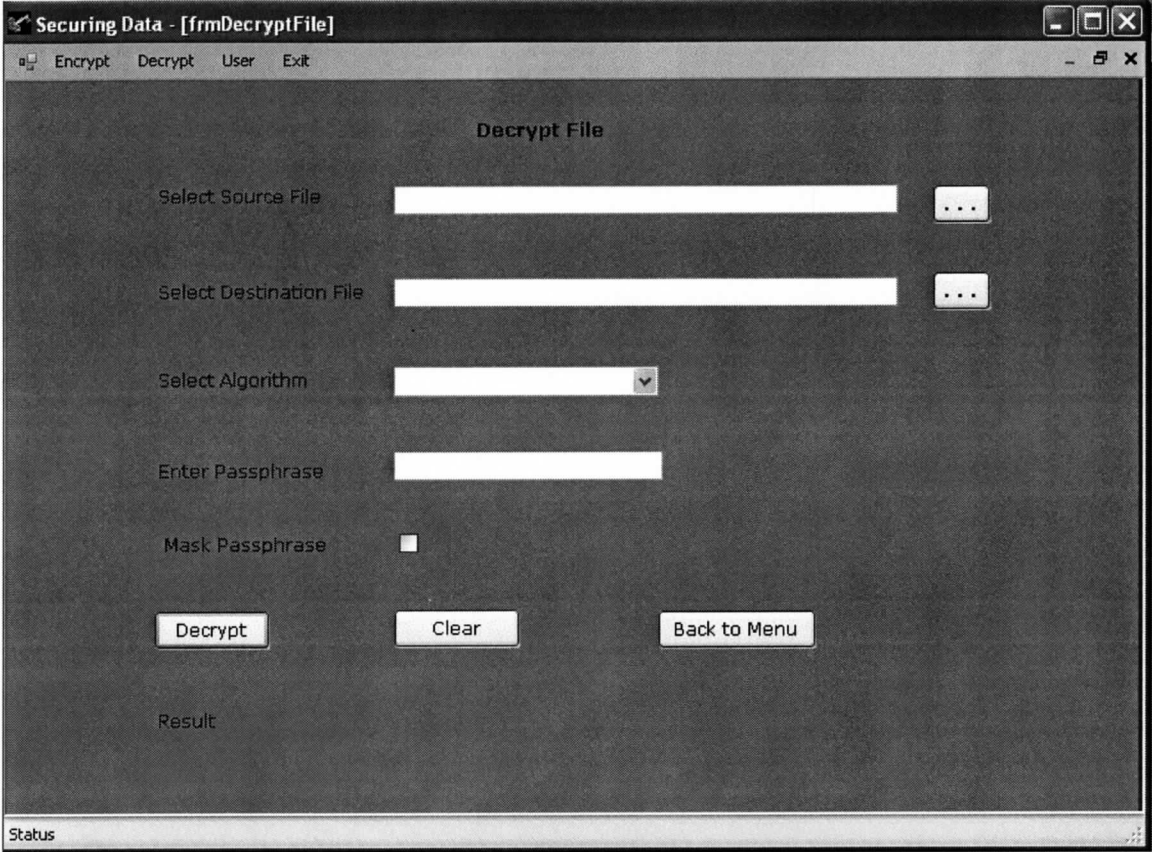 Securing Data - [frmDecryptFile]
Encrypt Decrypt User Exit
Decrypt File
Select Source File
...
Select Destination File
...
Select Algorithm
Enter Passphrase
Mask Passphrase
Decrypt Clear Back to Menu
Result
Status